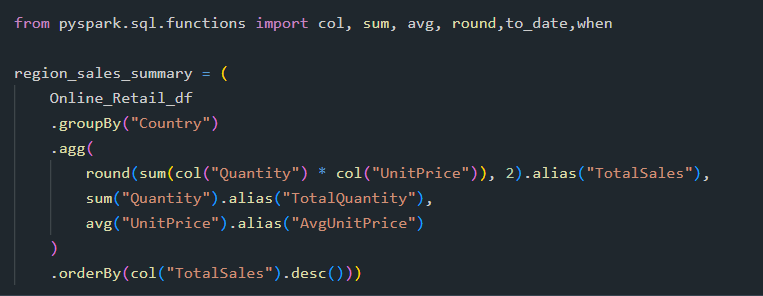 from pyspark.sql.functions import col, sum, avg, round,to_date,when
region_sales_summary = (
    Online_Retail_df
    .groupBy("Country")
    .agg(
        round(sum(col("Quantity") * col("UnitPrice")), 2).alias("TotalSales"),
        sum("Quantity").alias("TotalQuantity"),
        avg("UnitPrice").alias("AvgUnitPrice")
    )
    .orderBy(col("TotalSales").desc()))